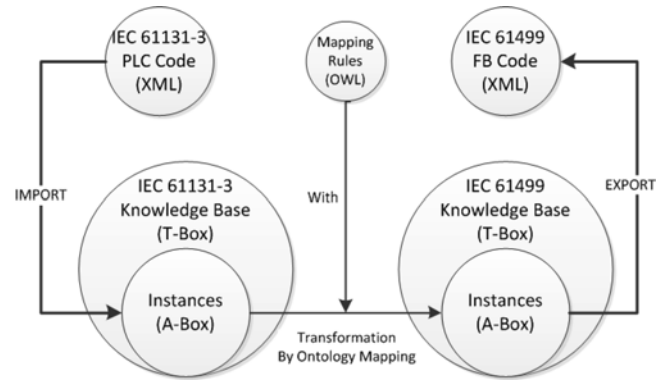 IEC 61131-3
PLC Code
(XML)
Mapping
Rules
(OWL)
IEC 61499
FB Code
(XML)
IMPORT
IEC 61131-3
Knowledge Base
(T-Box)
With
IEC 61499
Knowledge Base
(T-Box)
EXPORT
Instances
(A-Box)
Transformation
By Ontology Mapping
Instances
(A-Box)